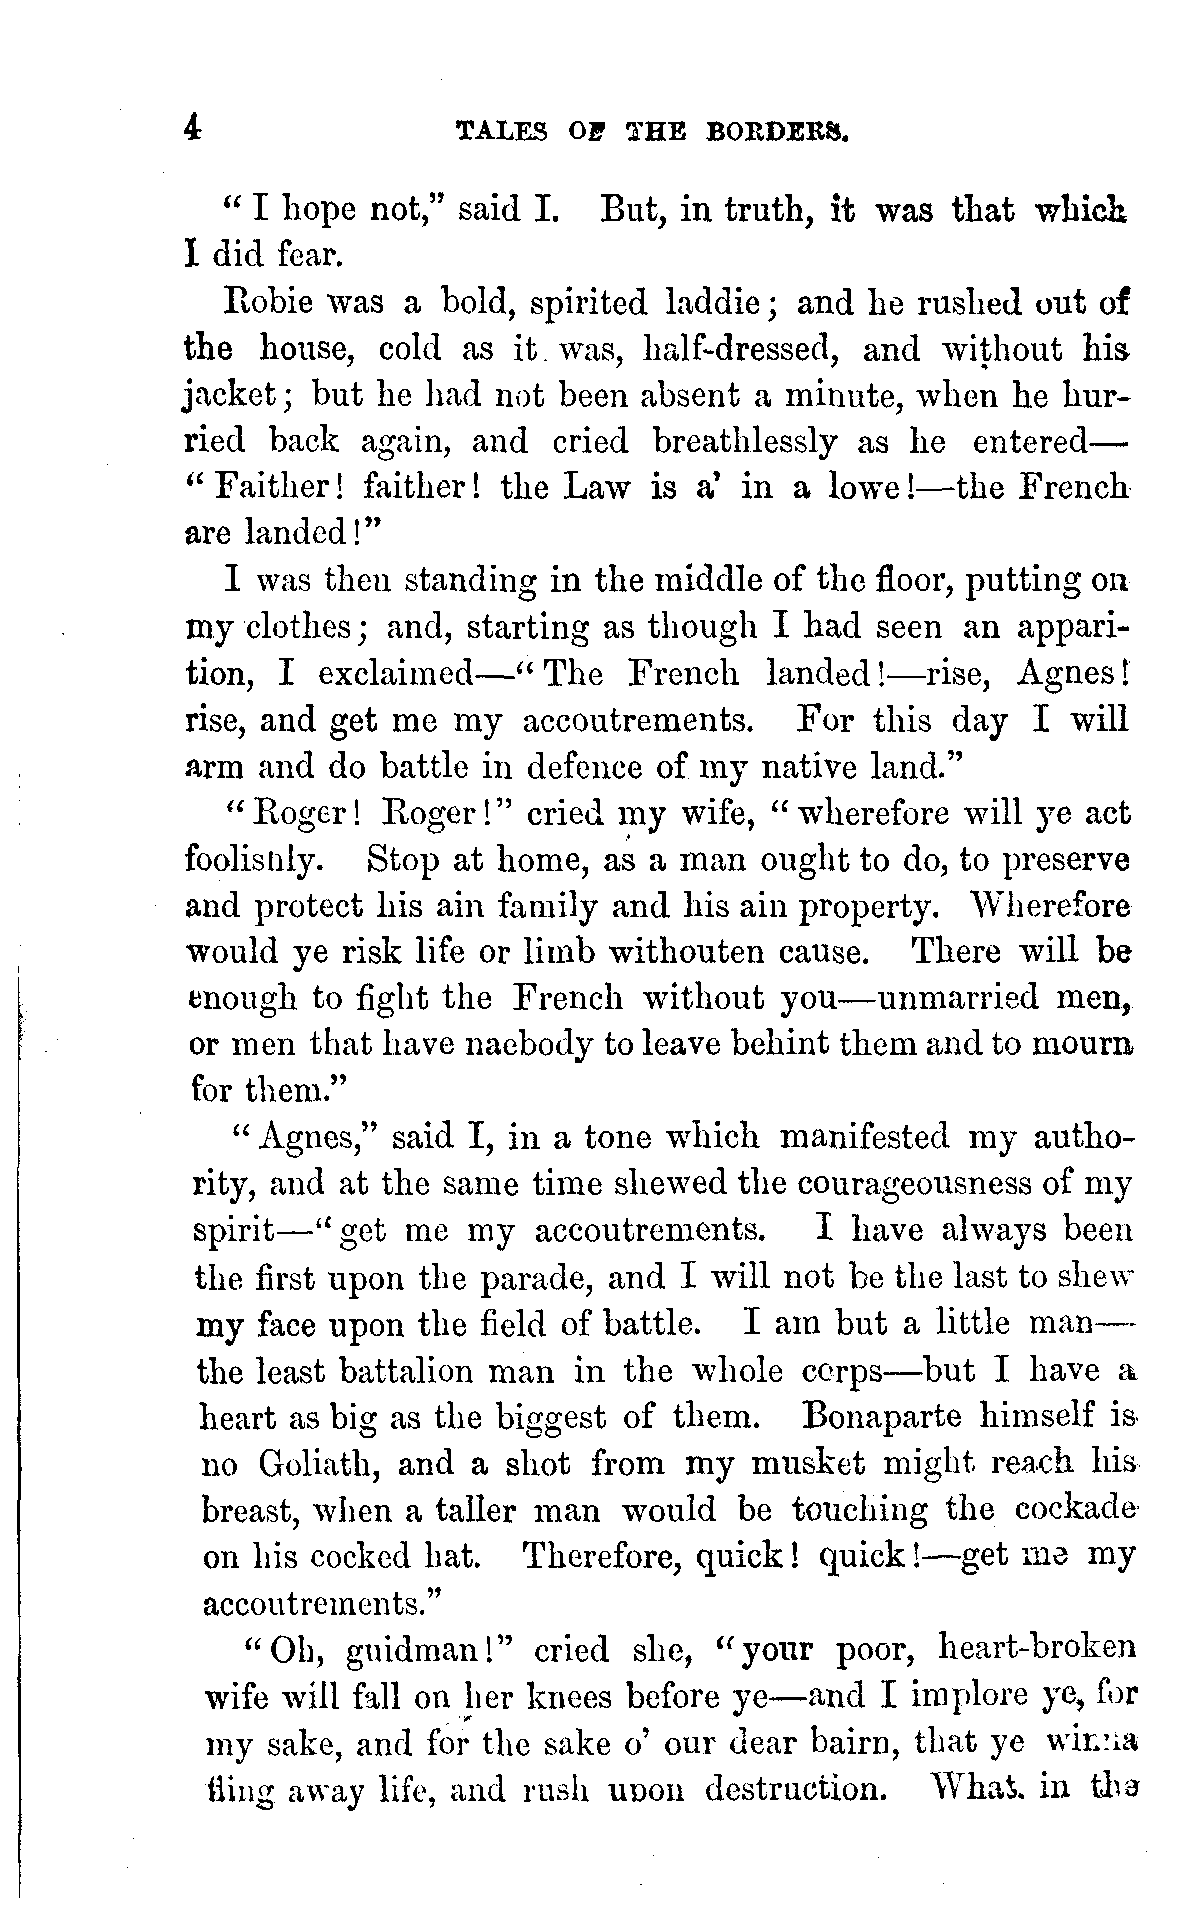 4 TALES OF THE BORDERS.
“I hope not,” said I. But, in truth, it was that which
I did fear.
Robie was a bold, spirited laddie; and he rushed out of
the house, cold as it was, half-dressed, and without his
jacket; but he had not been absent a minute, when he hur-
ried back again, and cried breathlessly as he entered—
“Faither! faither! the Law is a’ in a lowe!—the French
are landed!”
I was then standing in the middle of the floor, putting on
my clothes; and, starting as though I had seen an appari-
tion, I exclaimed—“The French landed!—rise, Agnes!
rise, and get me my accoutrements. For this day I will
arm and do battle in defence of my native land.”
“Roger! Roger!” cried my wife, “wherefore will ye act
foolishly. Stop at home, as a man ought to do, to preserve
and protect his ain family and his ain property. Wherefore
would ye risk life or limb withouten cause. There will be
enough to fight the French without you—unmarried men,
or men that have naebody to leave behint them and to mourn
for them.”
“Agnes,” said I, in a tone which manifested my autho-
rity, and at the same time shewed the courageousness of my
spirit—“get me my accoutrements. I have always been
the first upon the parade, and I will not be the last to shew
my face upon the field of battle. I am but a little man—
the least battalion man in the whole corps—but I have a
heart as big as the biggest of them. Bonaparte himself is
no Goliath, and a shot from my musket might reach his
breast, when a taller man would be touching the cockade
on his cocked hat. Therefore, quick! quick!—get me my
accoutrements.”
“Oh, guidman!” cried she, “your poor, heart-broken
wife will fall on her knees before ye—and I implore ye, for
my sake, and for the sake o’ our dear bairn, that ye winna
fling away life, and rush upon destruction. What in the